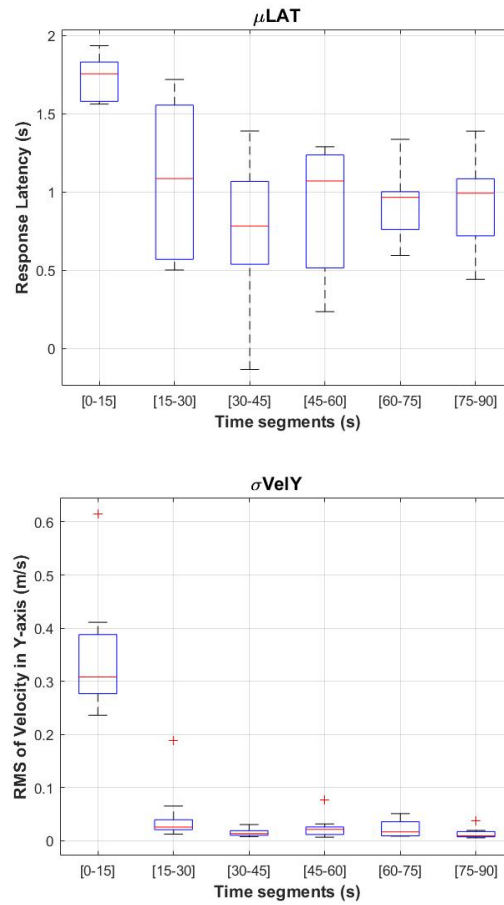 μLAT
2
1.5
1
0.5
0
Response Latency (s)
[0-15] [15-30] [30-45] [45-60] [60-75] [75-90]
Time segments (s)
σVelY
0.6
0.5
0.4
0.3
0.2
0.1
0
RMS of Velocity in Y-axis (m/s)
[0-15] [15-30] [30-45] [45-60] [60-75] [75-90]
Time segments (s)